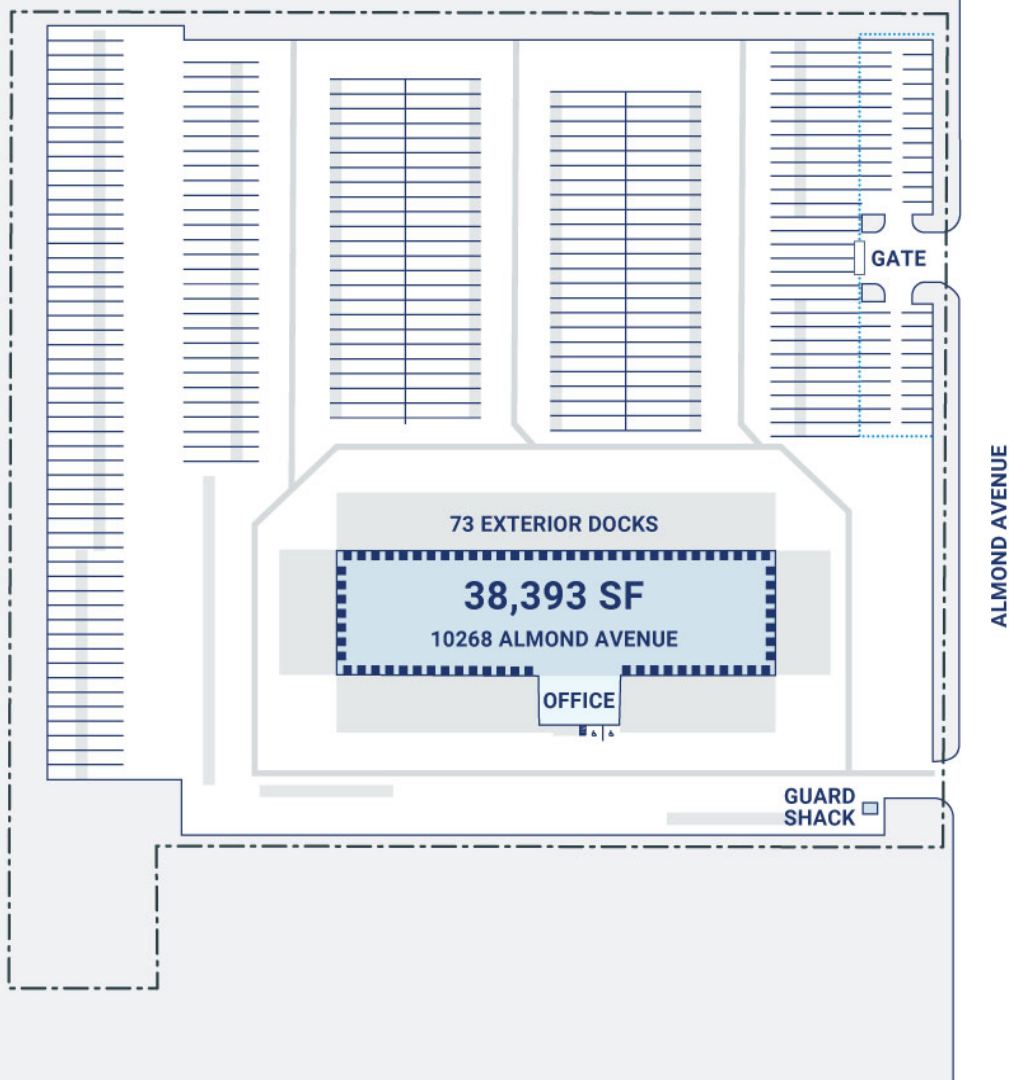 GATE
ALMOND AVENUE
73 EXTERIOR DOCKS
38,393 SF
10268 ALMOND AVENUE
OFFICE
GUARD
SHACK